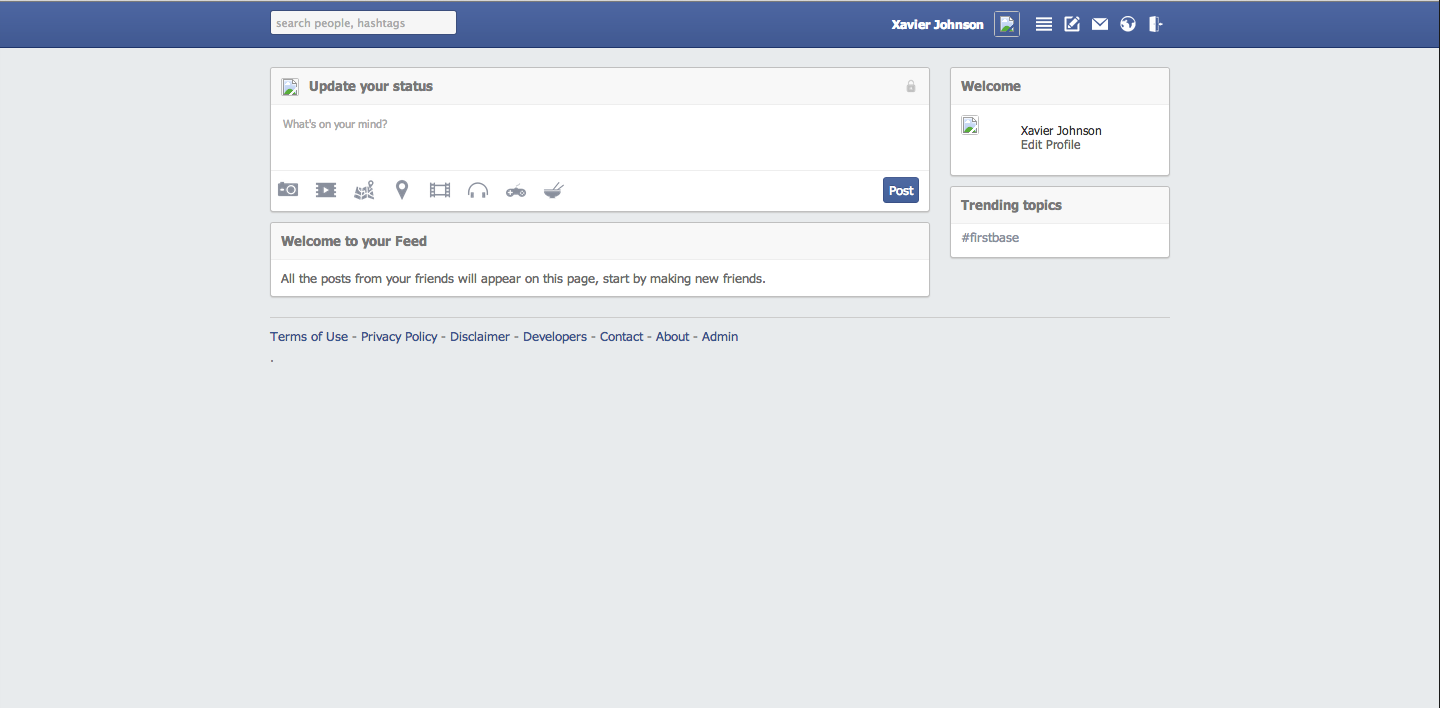 search people, hashtags
Xavier Johnson
Update your status
What's on your mind?
Post
Welcome to your Feed
All the posts from your friends will appear on this page, start by making new friends.
Welcome
Xavier Johnson
Edit Profile
Trending topics
#firstbase
Terms of Use - Privacy Policy - Disclaimer - Developers - Contact - About - Admin
.